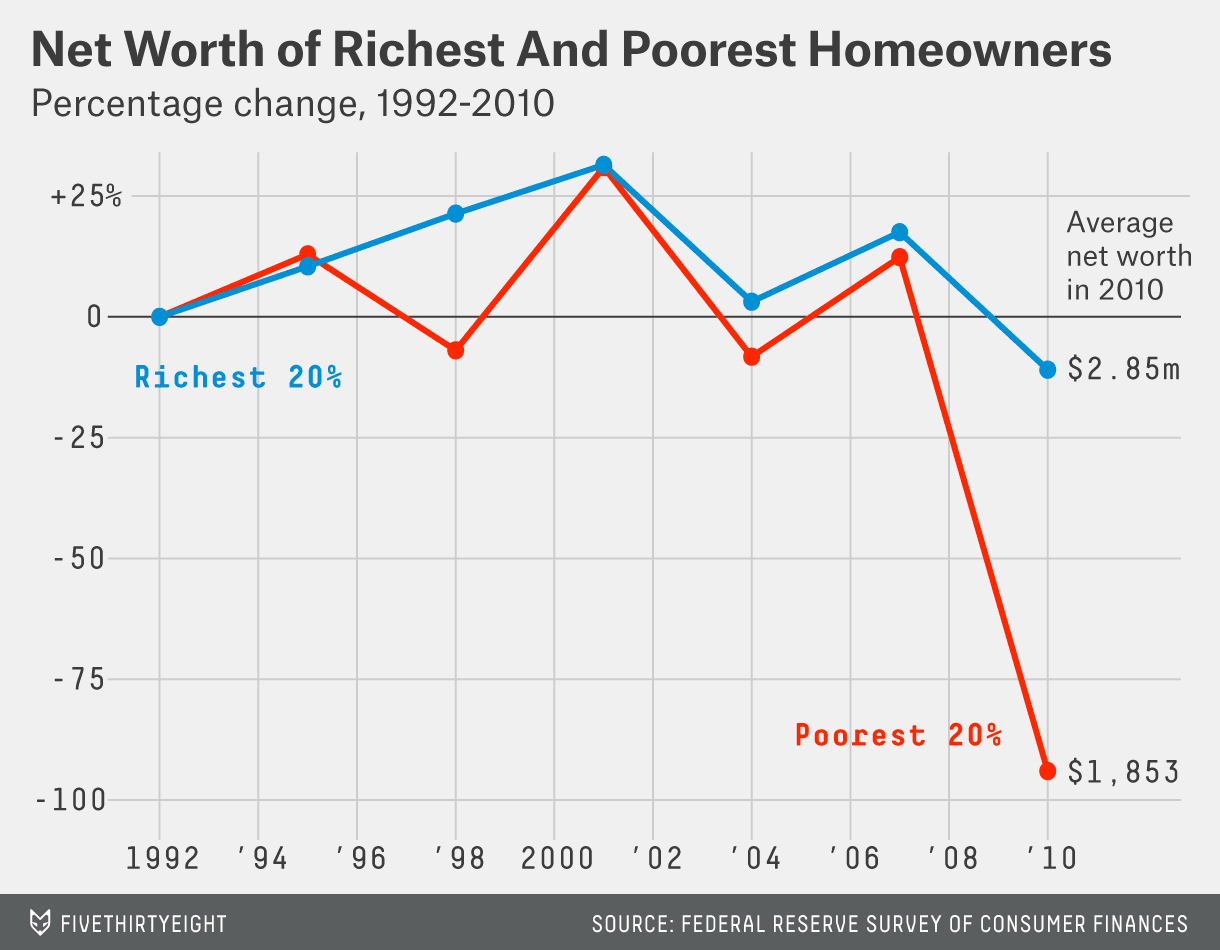 Net Worth of Richest And Poorest Homeowners
Percentage change, 1992-2010
+25%
Average
net worth
in 2010
0
$2.85m
Richest 20%
-25
-50
-75
Poorest 20%
$1,853
-100
1992 ’94 ’96 ’98 2000 ’02 ’04 ’06 ’08 ’10
FIVETHIRTYEIGHT SOURCE: FEDERAL RESERVE SURVEY OF CONSUMER FINANCES